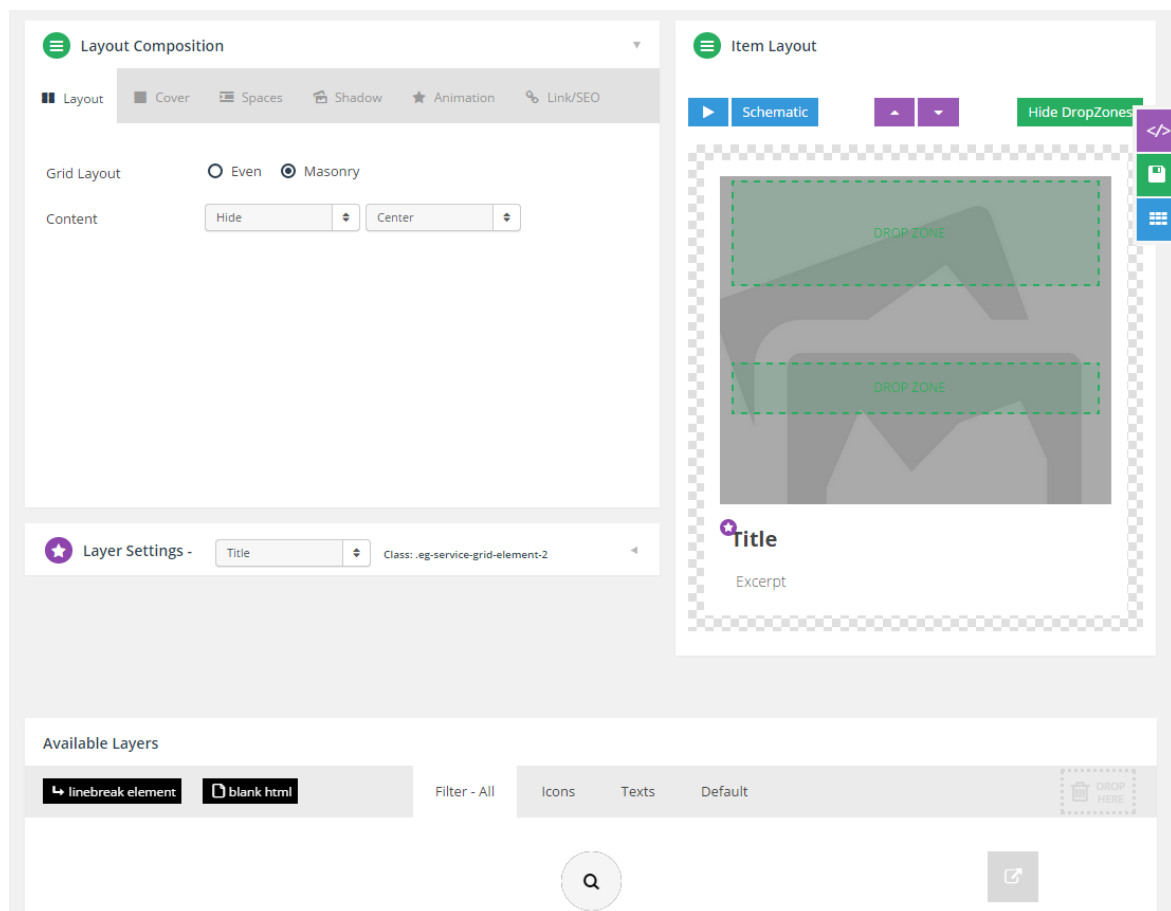 Layout Composition
Layout Cover Spaces Shadow Animation Link/SEO
Grid Layout Even Masonry
Content Hide Center
Layer Settings - Title Class: .eg-service-grid-element-2
Item Layout
Schematic Hide DropZones
</>
DROP ZONE
DROP ZONE
Title
Excerpt
Available Layers
linebreak element blank html Filter - All Icons Texts Default DROP
HERE